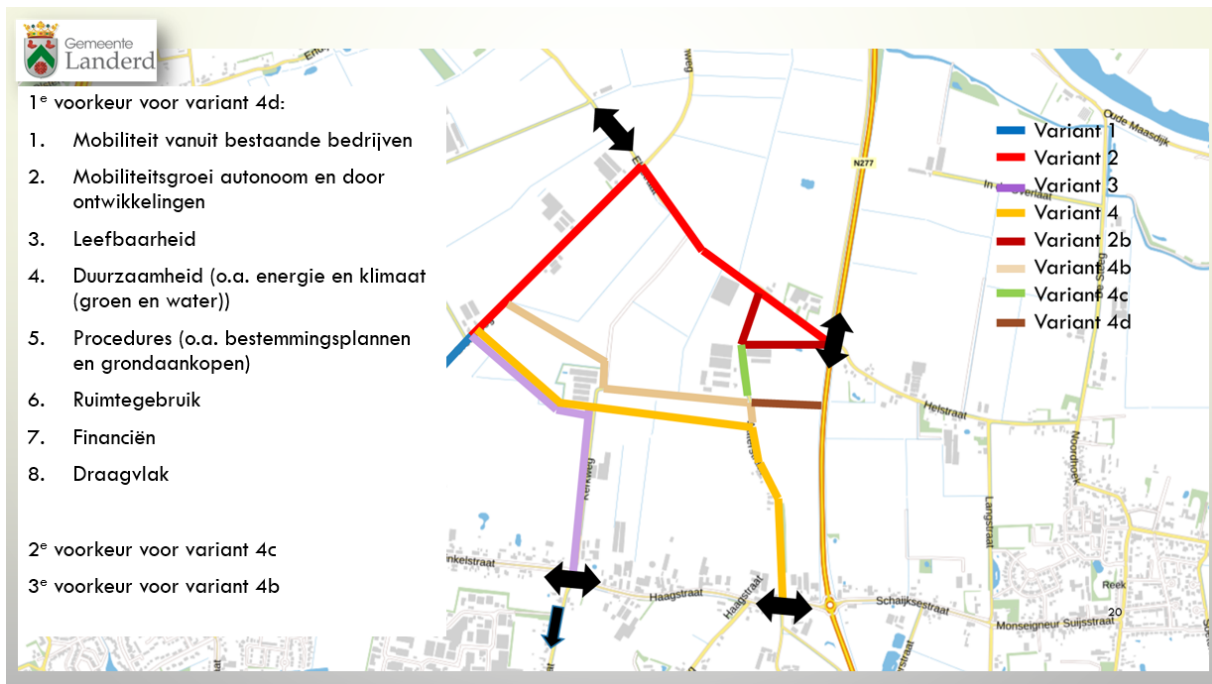 Gemeente
Landerd
1e voorkeur voor variant 4d:
1. Mobiliteit vanuit bestaande bedrijven
2. Mobiliteitsgroei autonoom en door
ontwikkelingen
3. Leefbaarheid
4. Duurzaamheid (o.a. energie en klimaat
(groen en water))
5. Procedures (o.a. bestemmingsplannen
en grondaankopen)
6. Ruimtegebruik
7. Financiën
8. Draagvlak
2e voorkeur voor variant 4c
3e voorkeur voor variant 4b
Variant 1
Variant 2
Variant 3
Variant 4
Variant 2b
Variant 4b
Variant 4c
Variant 4d
Oude Maasdijk
N277
Helstraat
Noordhoek
Langstraat
Kerkweg
nkelstraat
Haagstraat
Haagstraat
Schaijksestraat
Reek
20
Monseigneur Suijsstraat